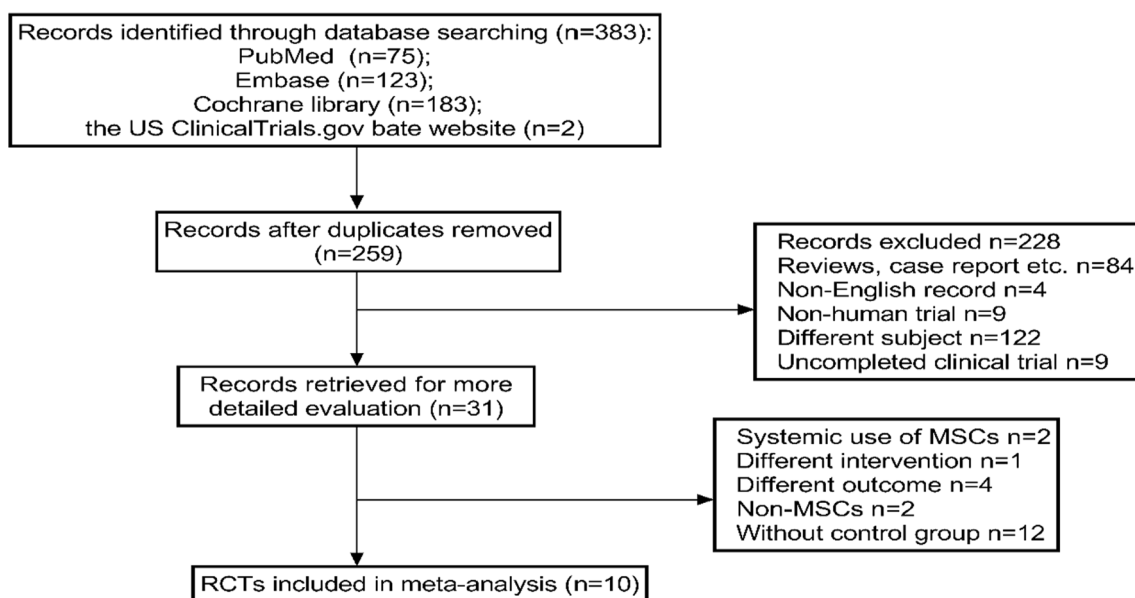 Records identified through database searching (n=383):
PubMed (n=75);
Embase (n=123);
Cochrane library (n=183);
the US ClinicalTrials.gov bate website (n=2)
Records after duplicates removed
(n=259)
Records excluded n=228
Reviews, case report etc. n=84
Non-English record n=4
Non-human trial n=9
Different subject n=122
Uncompleted clinical trial n=9
Records retrieved for more
detailed evaluation (n=31)
Systemic use of MSCs n=2
Different intervention n=1
Different outcome n=4
Non-MSCs n=2
Without control group n=12
RCTs included in meta-analysis (n=10)